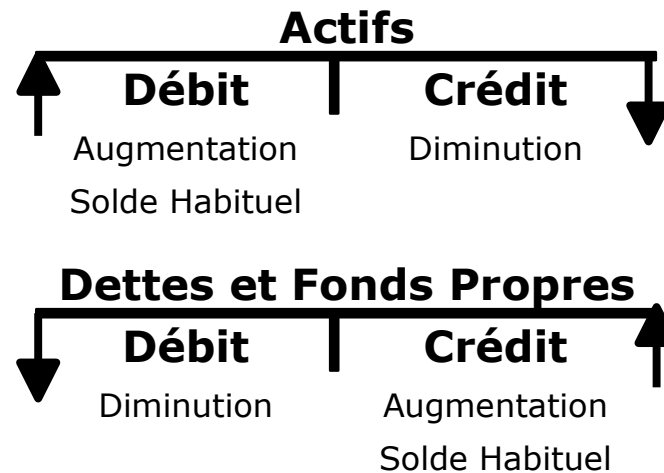 Actifs
Débit Crédit
Augmentation Diminution
Solde Habituel
Dettes et Fonds Propres
Débit Crédit
Diminution Augmentation
Solde Habituel